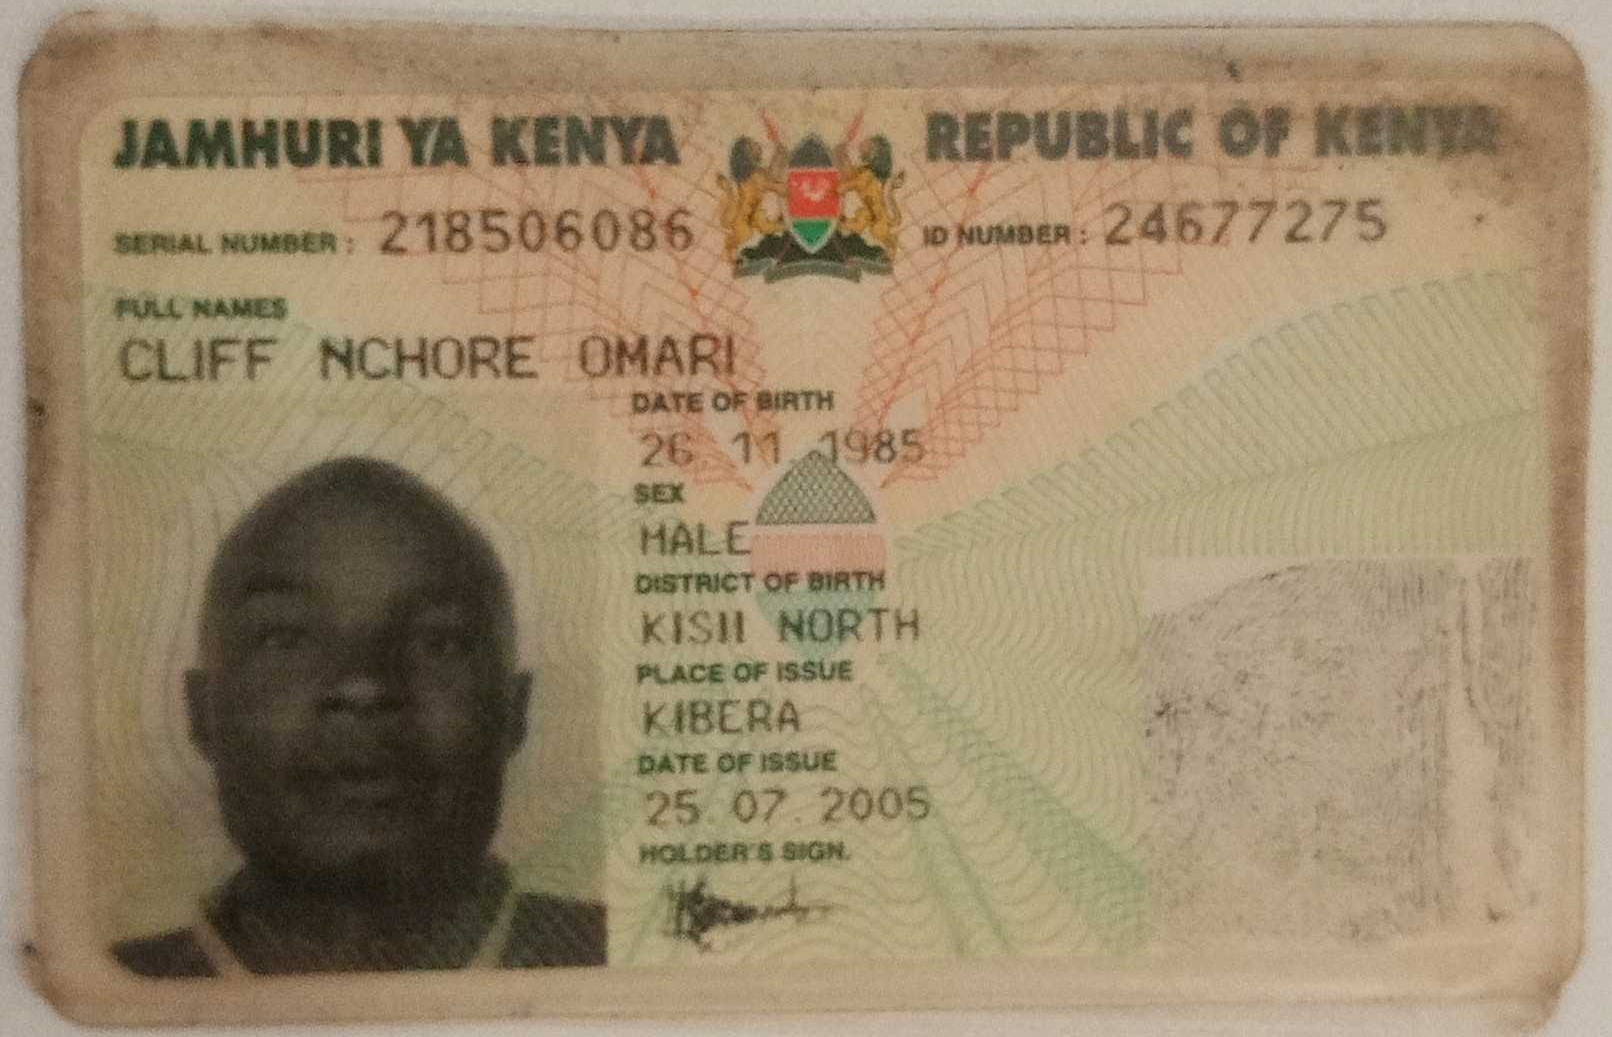 JAMHURI YA KENYA REPUBLIC OF KENYA
SERIAL NUMBER : 218506086 ID NUMBER : 24677275
FULL NAMES
CLIFF NCHORE OMARI
DATE OF BIRTH
26. 11. 1985
SEX
MALE
DISTRICT OF BIRTH
KISII NORTH
PLACE OF ISSUE
KIBERA
DATE OF ISSUE
25. 07. 2005
HOLDER'S SIGN.